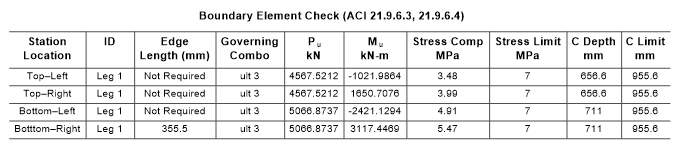 Boundary Element Check (ACI 21.9.6.3, 21.9.6.4)
Station Location ID Edge Length (mm) Governing Combo Pu kN Mu kN-m Stress Comp MPa Stress Limit MPa C Depth mm C Limit mm
Top–Left Leg 1 Not Required ult 3 4567.5212 -1021.9864 3.48 7 656.6 955.6
Top–Right Leg 1 Not Required ult 3 4567.5212 1650.7076 3.99 7 656.6 955.6
Bottom–Left Leg 1 Not Required ult 3 5066.8737 -2421.1294 4.91 7 711 955.6
Botttom–Right Leg 1 355.5 ult 3 5066.8737 3117.4469 5.47 7 711 955.6